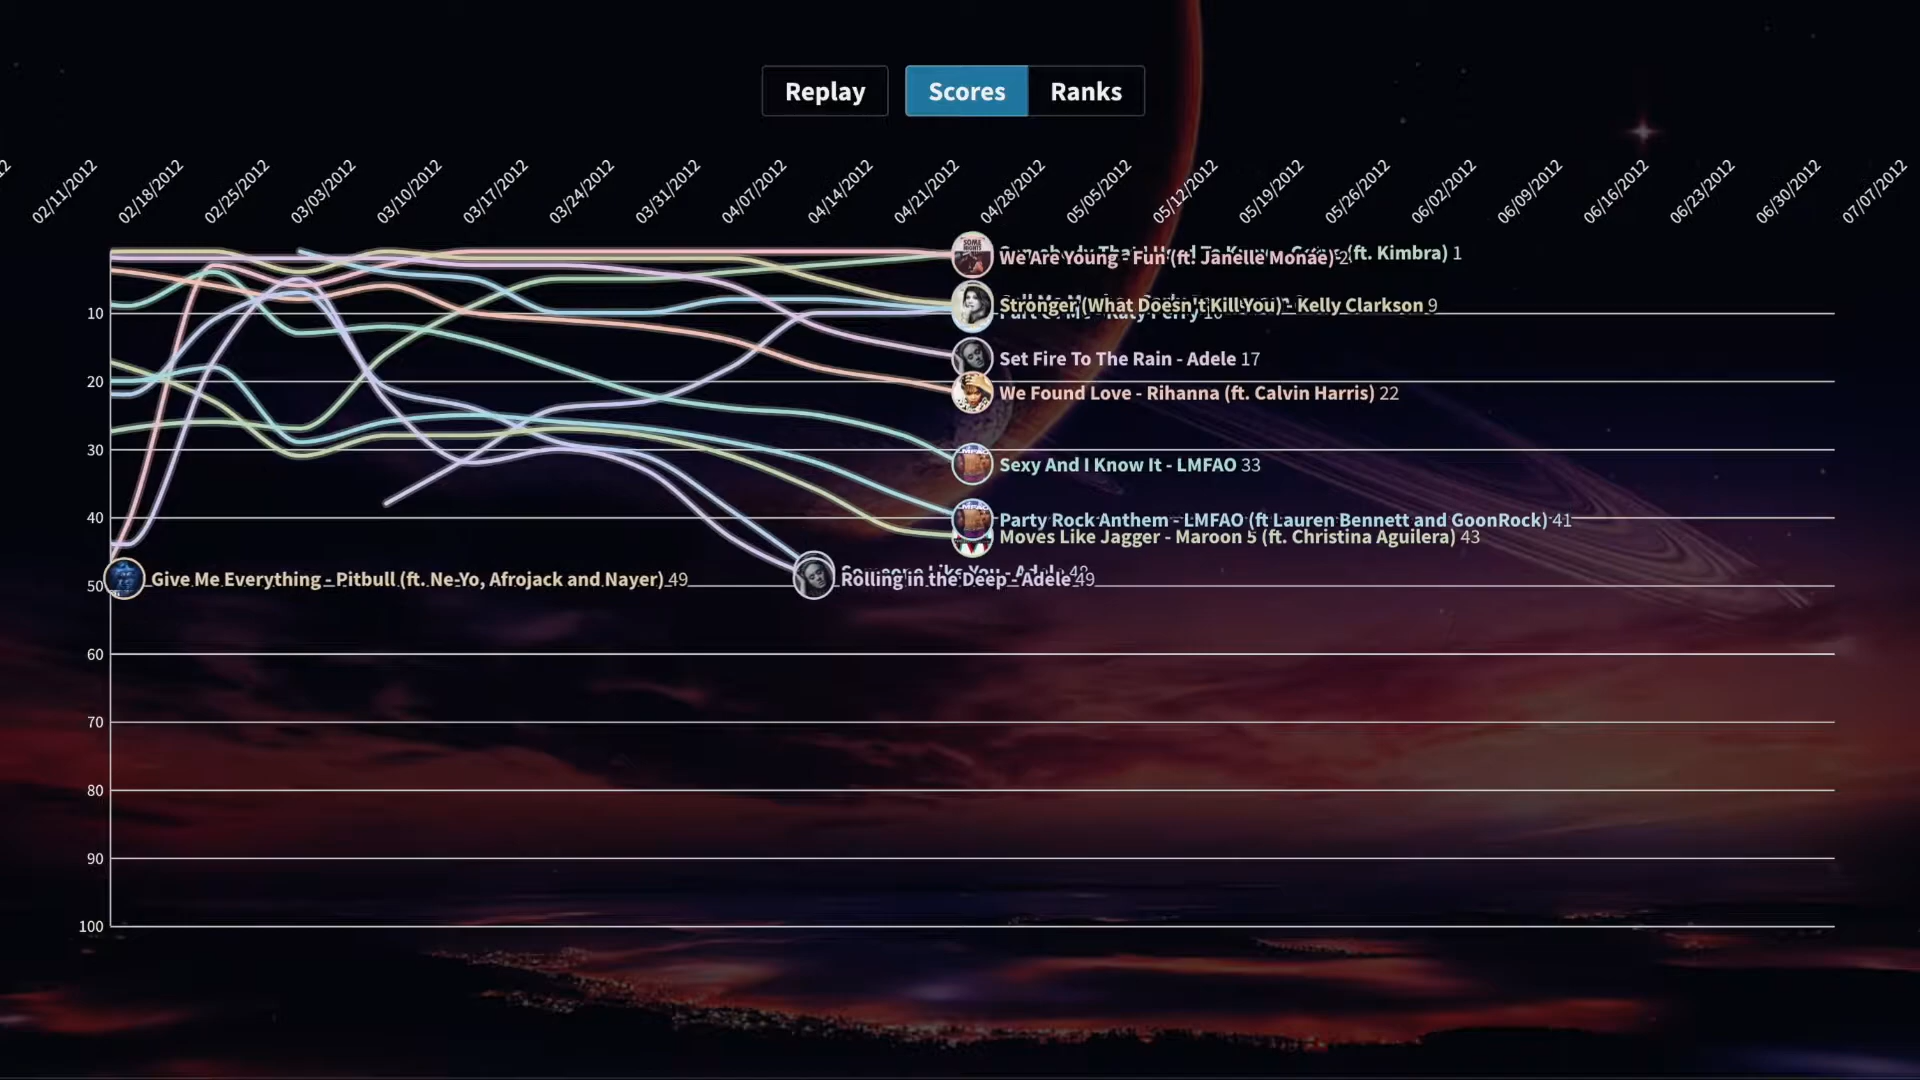 Replay Scores Ranks
02/11/2012 02/18/2012 02/25/2012 03/03/2012 03/10/2012 03/17/2012 03/24/2012 03/31/2012 04/07/2012 04/14/2012 04/21/2012 04/28/2012 05/05/2012 05/12/2012 05/19/2012 05/26/2012 06/02/2012 06/09/2012 06/16/2012 06/23/2012 06/30/2012 07/07/2012
(ft. Kimbra) 1
We Are Young - Fun (ft. Janelle Monáe) 2
Stronger (What Doesn't Kill You) - Kelly Clarkson 9
10
Set Fire To The Rain - Adele 17
20
We Found Love - Rihanna (ft. Calvin Harris) 22
30
Sexy And I Know It - LMFAO 33
40
Party Rock Anthem - LMFAO (ft Lauren Bennett and GoonRock) 41
Moves Like Jagger - Maroon 5 (ft. Christina Aguilera) 43
50
Give Me Everything - Pitbull (ft. Ne-Yo, Afrojack and Nayer) 49
Rolling in the Deep - Adele 49
60
70
80
90
100